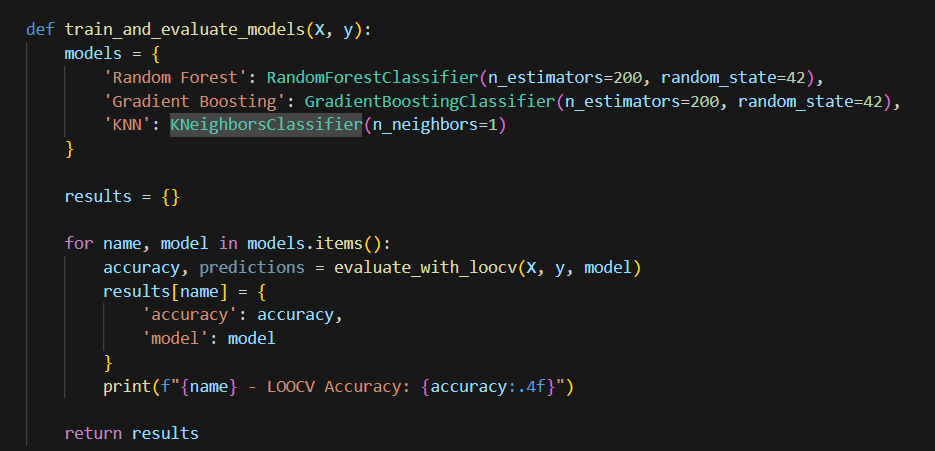 def train_and_evaluate_models(X, y):
    models = {
        'Random Forest': RandomForestClassifier(n_estimators=200, random_state=42),
        'Gradient Boosting': GradientBoostingClassifier(n_estimators=200, random_state=42),
        'KNN': KNeighborsClassifier(n_neighbors=1)
    }

    results = {}

    for name, model in models.items():
        accuracy, predictions = evaluate_with_loocv(X, y, model)
        results[name] = {
            'accuracy': accuracy,
            'model': model
        }
        print(f"{name} - LOOCV Accuracy: {accuracy:.4f}")

    return results